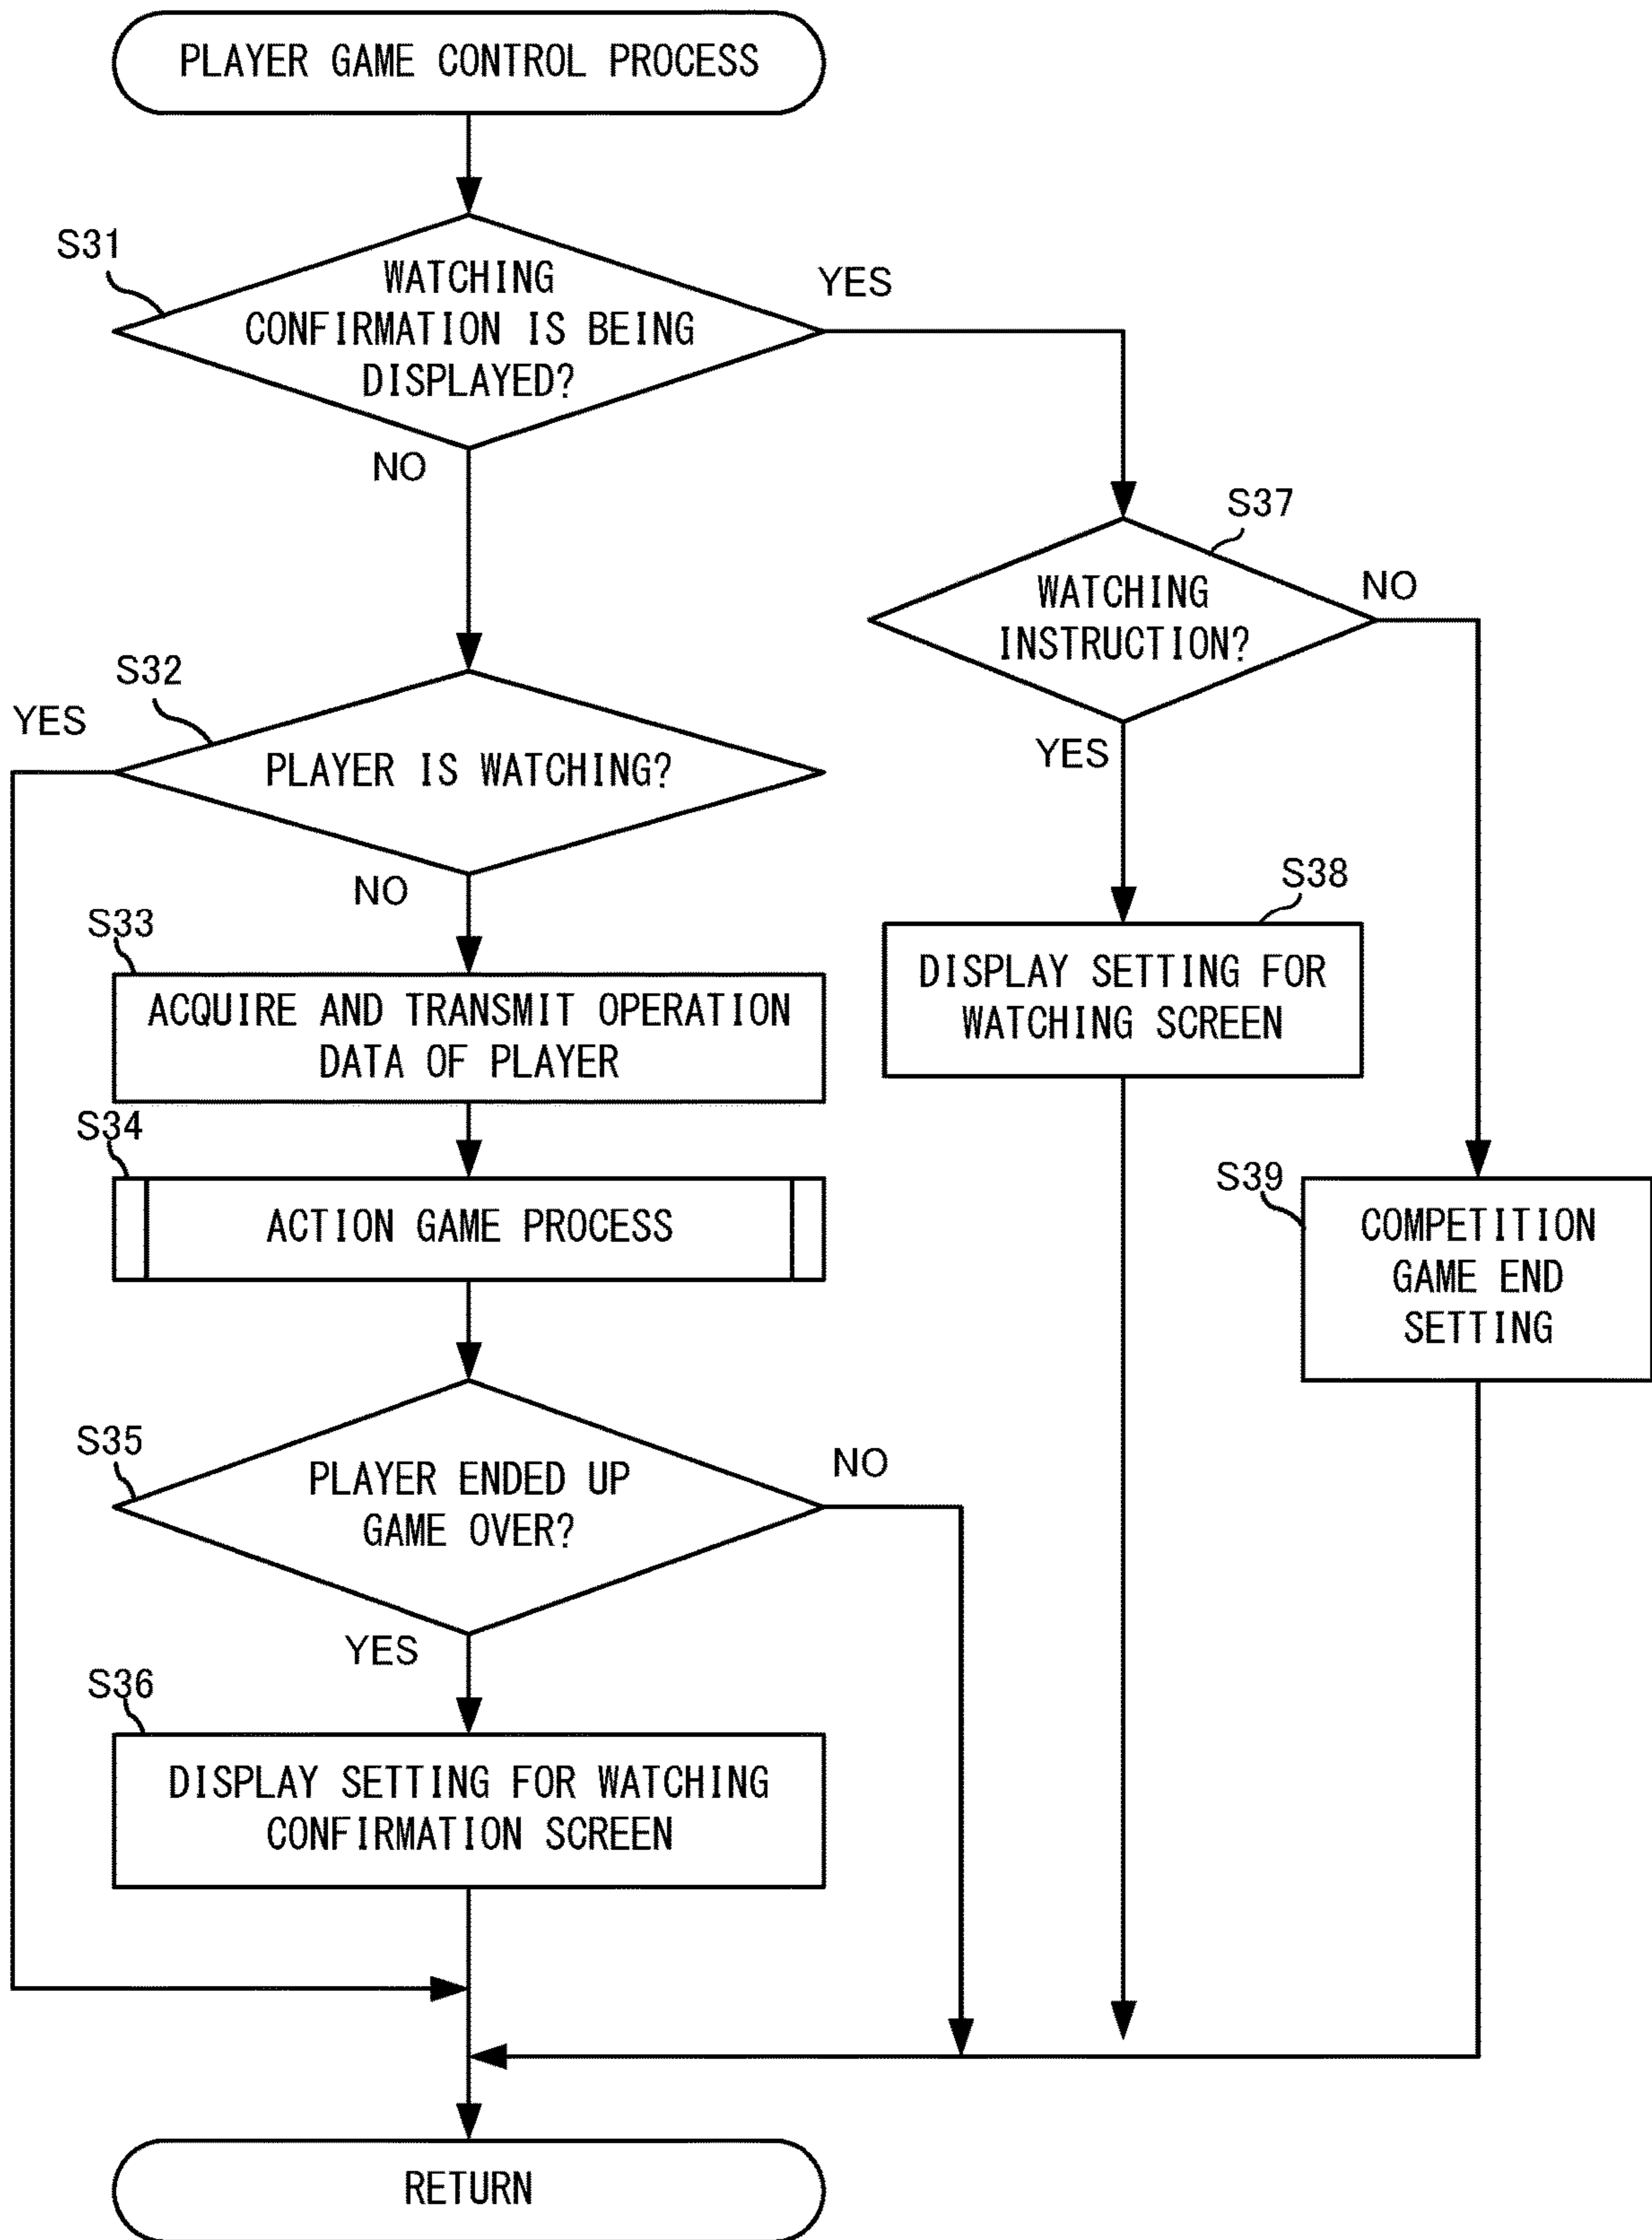 PLAYER GAME CONTROL PROCESS
S31
WATCHING
CONFIRMATION IS BEING
DISPLAYED?
YES
NO
S37
WATCHING
INSTRUCTION?
NO
YES
S32
YES
PLAYER IS WATCHING?
NO
S38
DISPLAY SETTING FOR
WATCHING SCREEN
S33
ACQUIRE AND TRANSMIT OPERATION
DATA OF PLAYER
S34
ACTION GAME PROCESS
S39
COMPETITION
GAME END
SETTING
S35
PLAYER ENDED UP
GAME OVER?
NO
YES
S36
DISPLAY SETTING FOR WATCHING
CONFIRMATION SCREEN
RETURN